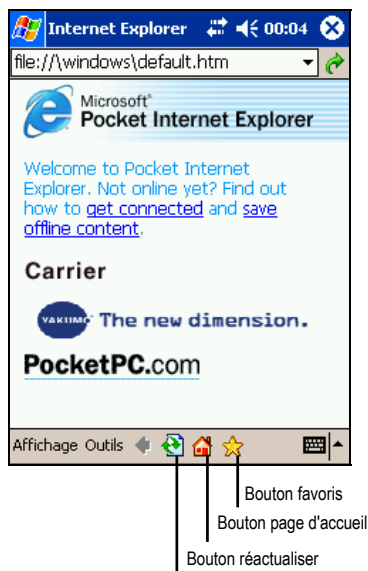 Internet Explorer 00:04
file://\windows\default.htm
Microsoft®
Pocket Internet Explorer
Welcome to Pocket Internet
Explorer. Not online yet? Find out
how to get connected and save
offline content.
Carrier
YAKUMO The new dimension.
PocketPC.com
Affichage Outils
Bouton favoris
Bouton page d'accueil
Bouton réactualiser